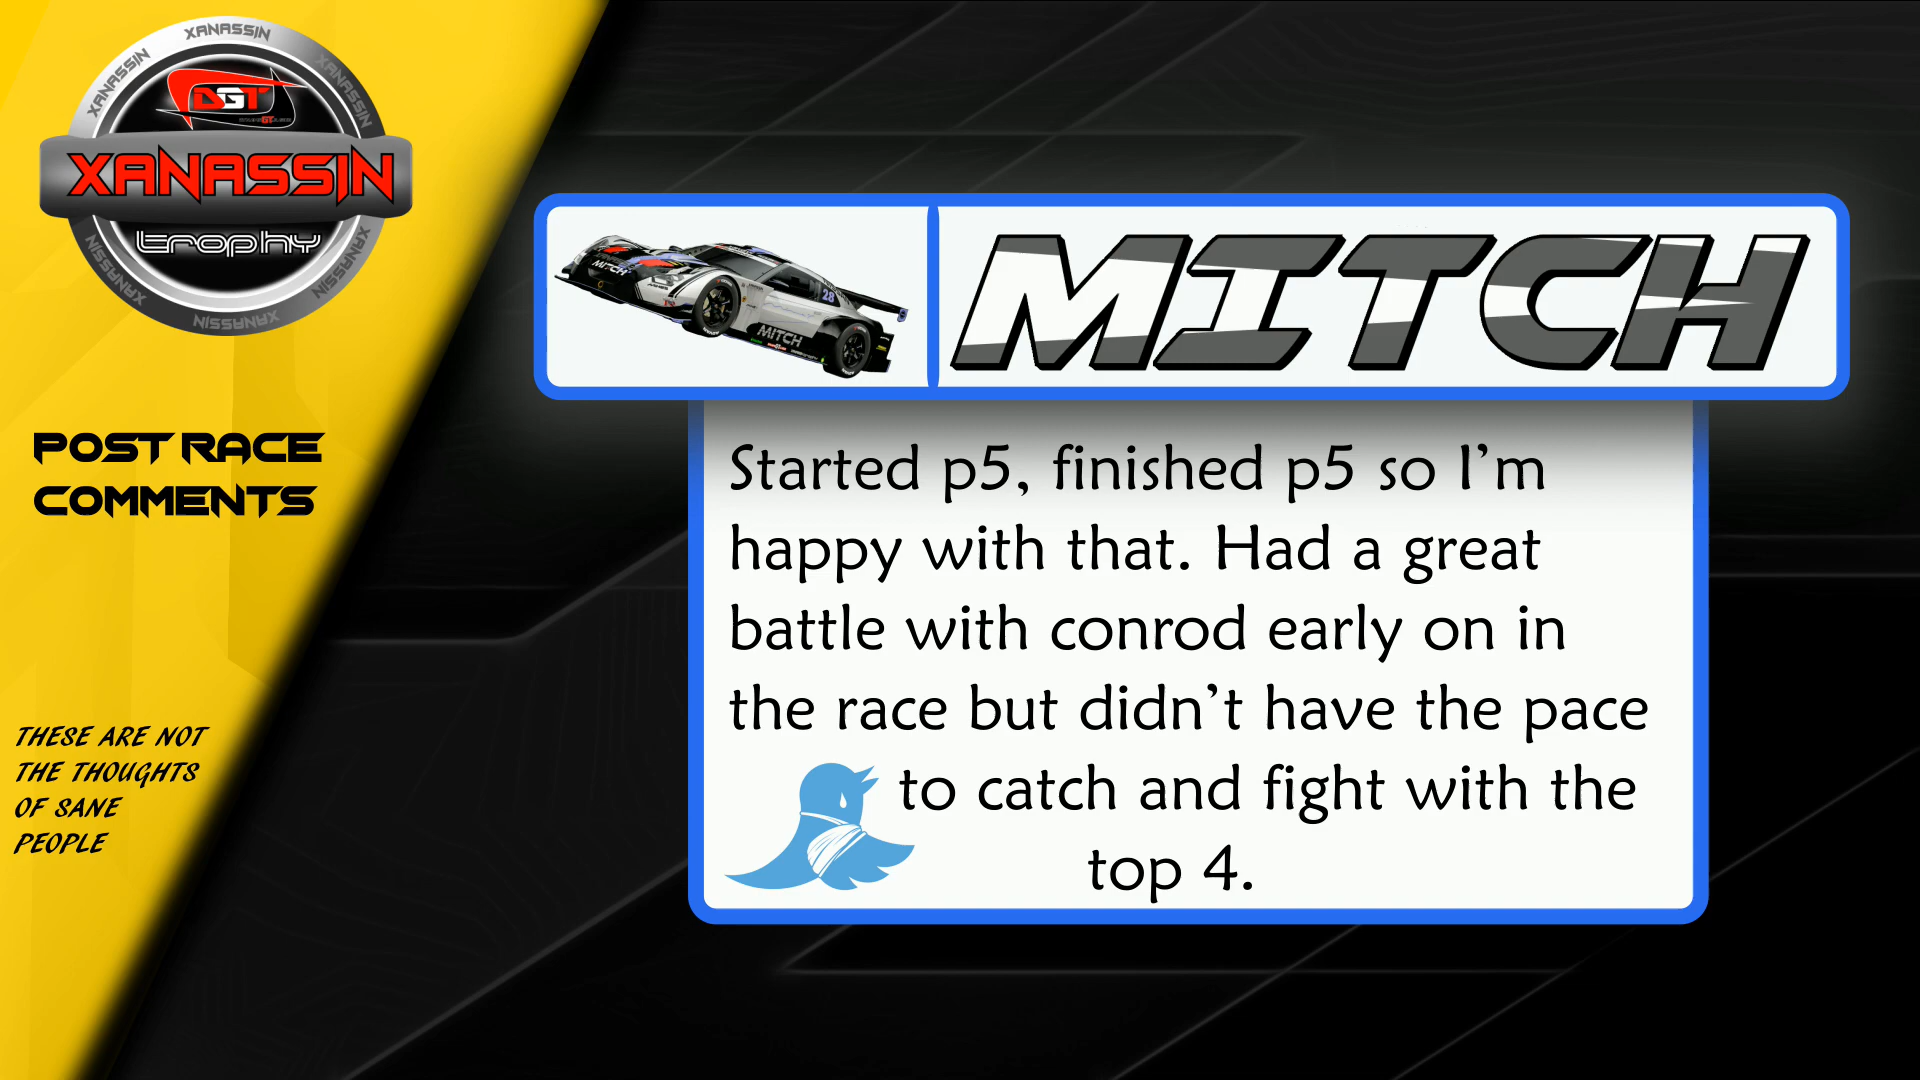 XANASSIN
XANASSIN
XANASSIN
DGT
XANASSIN
trophy
XANASSIN
XANASSIN
XANASSIN
POST RACE
COMMENTS
THESE ARE NOT
THE THOUGHTS
OF SANE
PEOPLE
MITCH
28
MITCH
MITCH
Started p5, finished p5 so I'm
happy with that. Had a great
battle with conrod early on in
the race but didn't have the pace
to catch and fight with the
top 4.